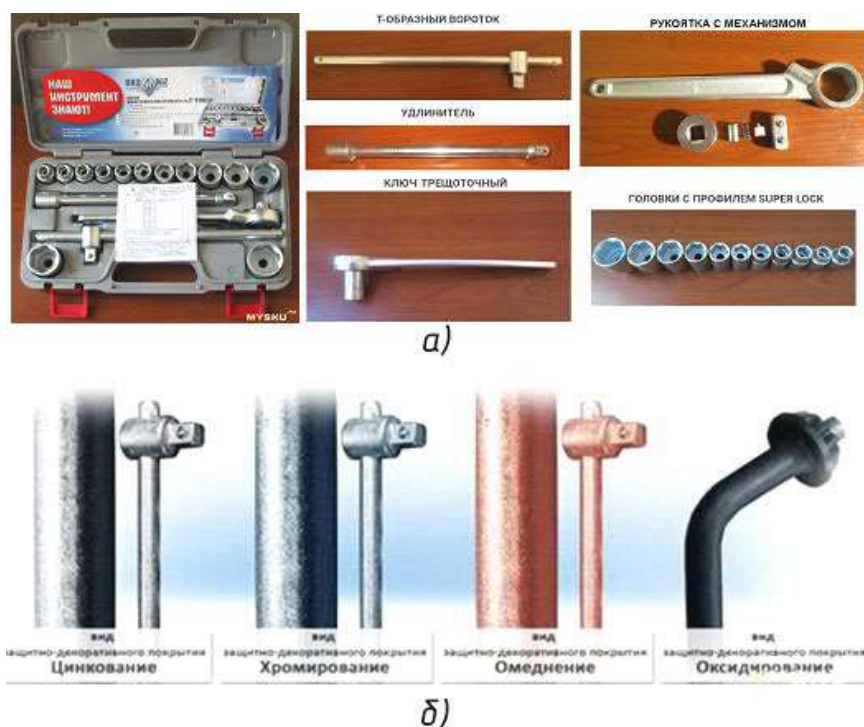 Т-ОБРАЗНЫЙ ВОРОТОК
РУКОЯТКА С МЕХАНИЗМОМ
НАШ
ИНСТРУМЕНТ
ЗНАЮТ!
УДЛИНИТЕЛЬ
КЛЮЧ ТРЕЩОТОЧНЫЙ
ГОЛОВКИ С ПРОФИЛЕМ SUPER LOCK
MYSKU
а)
вид
защитно-декоративного покрытия
Цинкование
вид
защитно-декоративного покрытия
Хромирование
вид
защитно-декоративного покрытия
Омеднение
вид
защитно-декоративного покрытия
Оксидирование
б)